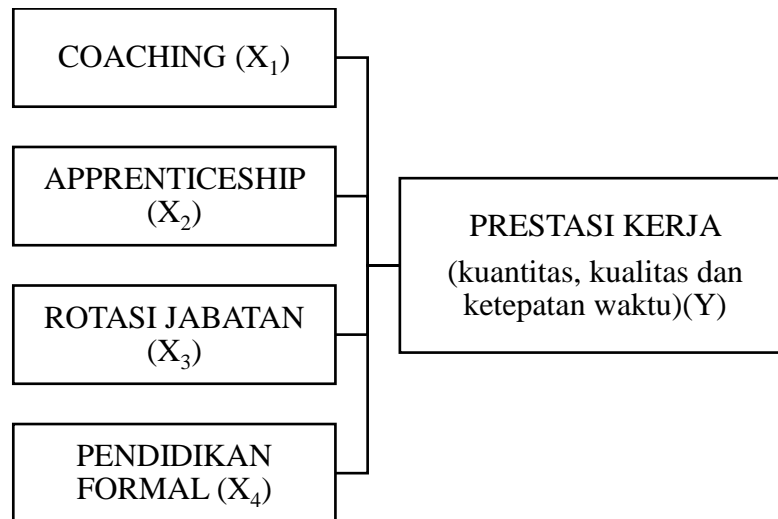 COACHING (X₁)
APPRENTICESHIP
(X₂)
ROTASI JABATAN
(X₃)
PENDIDIKAN
FORMAL (X₄)
PRESTASI KERJA
(kuantitas, kualitas dan
ketepatan waktu)(Y)